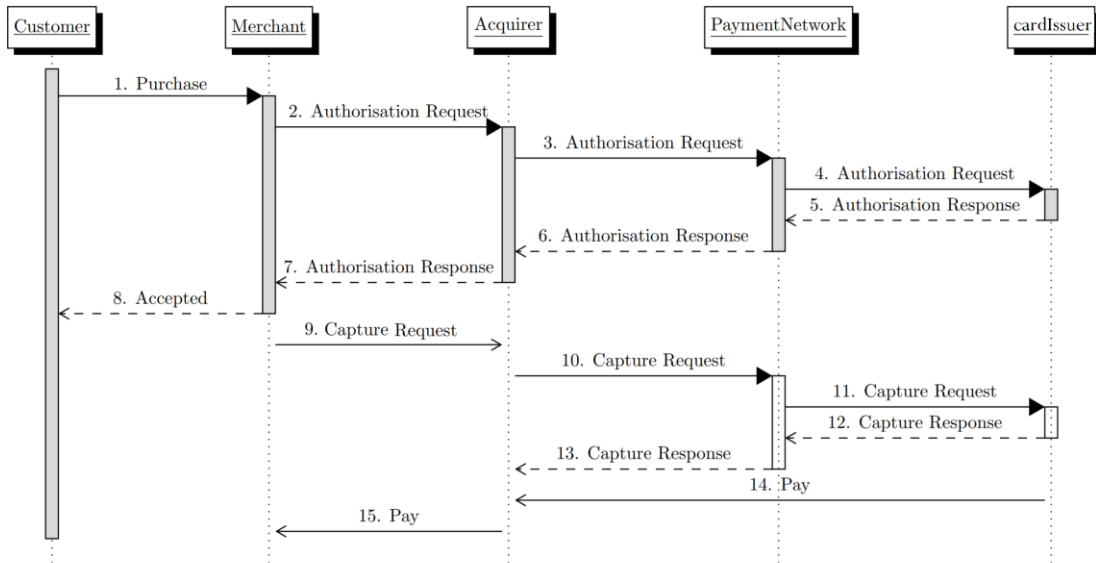 Customer
Merchant
Acquirer
PaymentNetwork
cardIssuer
1. Purchase
2. Authorisation Request
3. Authorisation Request
4. Authorisation Request
5. Authorisation Response
6. Authorisation Response
7. Authorisation Response
8. Accepted
9. Capture Request
10. Capture Request
11. Capture Request
12. Capture Response
13. Capture Response
14. Pay
15. Pay